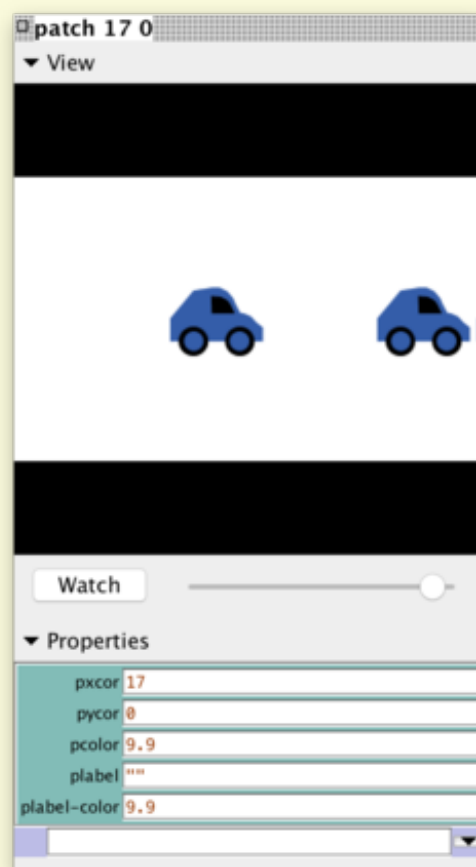 patch 17 0
View
Watch
Properties
pxcor 17
pycor 0
pcolor 9.9
plabel ""
plabel-color 9.9